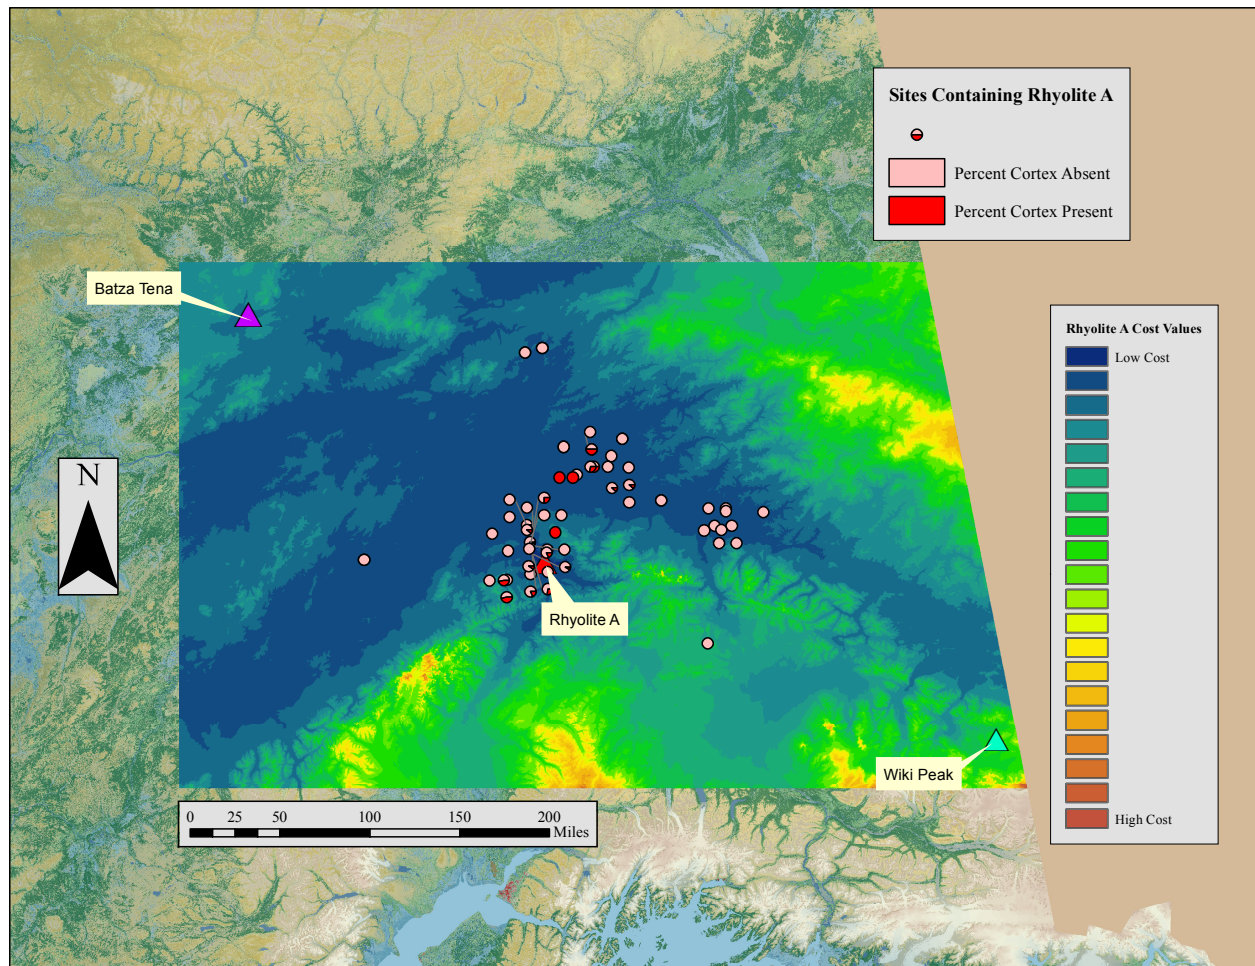 Sites Containing Rhyolite A
Percent Cortex Absent
Percent Cortex Present
Batza Tena
Rhyolite A Cost Values
Low Cost
N
Rhyolite A
Wiki Peak
0 25 50 100 150 200
Miles
High Cost